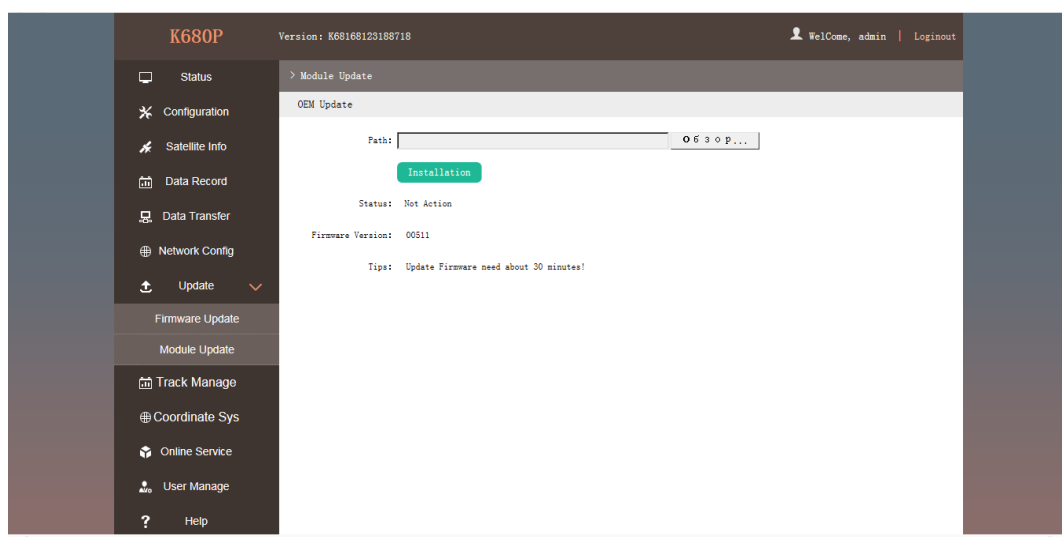 K680P
Version: K68168123188718
WelCome, admin | Loginout
Status
Configuration
Satellite Info
Data Record
Data Transfer
Network Config
Update
Firmware Update
Module Update
Track Manage
Coordinate Sys
Online Service
User Manage
Help
> Module Update
OEM Update
Path:
Обзор...
Installation
Status: Not Action
Firmware Version: 00511
Tips: Update Firmware need about 30 minutes!